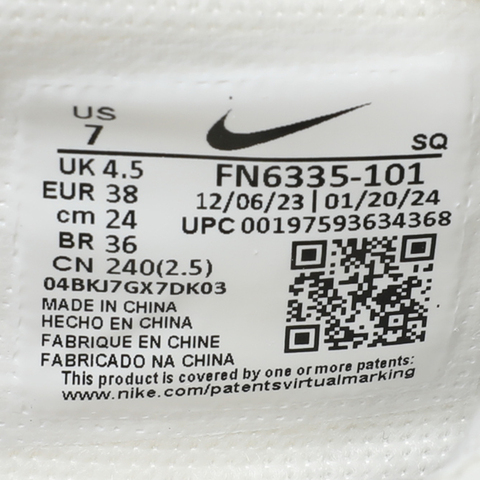 US
7
SQ
UK 4.5
EUR 38
cm 24
BR 36
CN 240(2.5)
04BKJ7GX7DK03
FN6335-101
12/06/23 | 01/20/24
UPC 00197593634368
MADE IN CHINA
HECHO EN CHINA
FABRIQUE EN CHINE
FABRICADO NA CHINA
This product is covered by one or more patents:
www.nike.com/patentsvirtualmarking